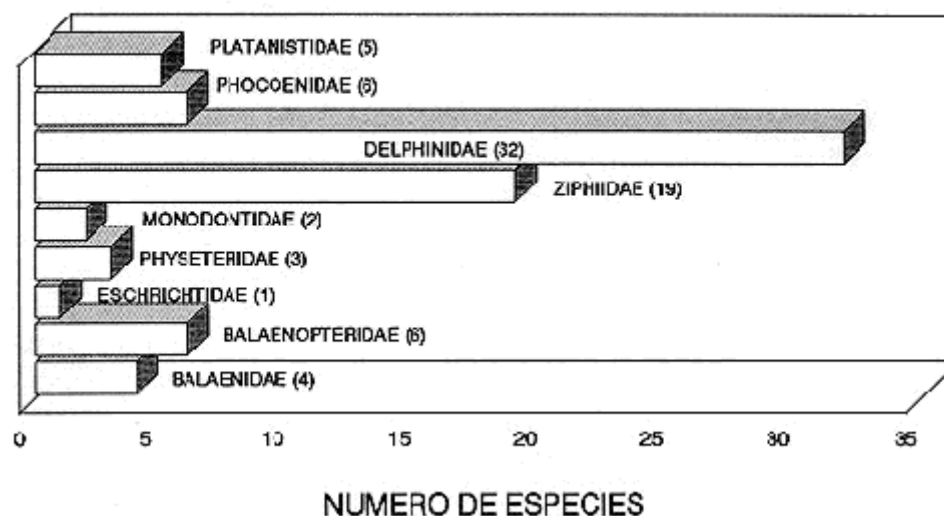 PLATANISTIDAE (5)
PHOCOENIDAE (6)
DELPHINIDAE (32)
ZIPHIIDAE (19)
MONODONTIDAE (2)
PHYSETERIDAE (3)
ESCHRICHTIDAE (1)
BALAENOPTERIDAE (6)
BALAENIDAE (4)
0 5 10 15 20 25 30 35
NUMERO DE ESPECIES